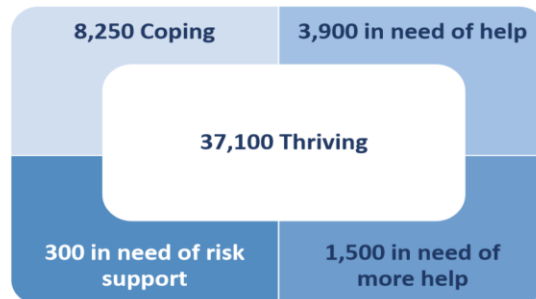 8,250 Coping
3,900 in need of help
37,100 Thriving
300 in need of risk
support
1,500 in need of
more help